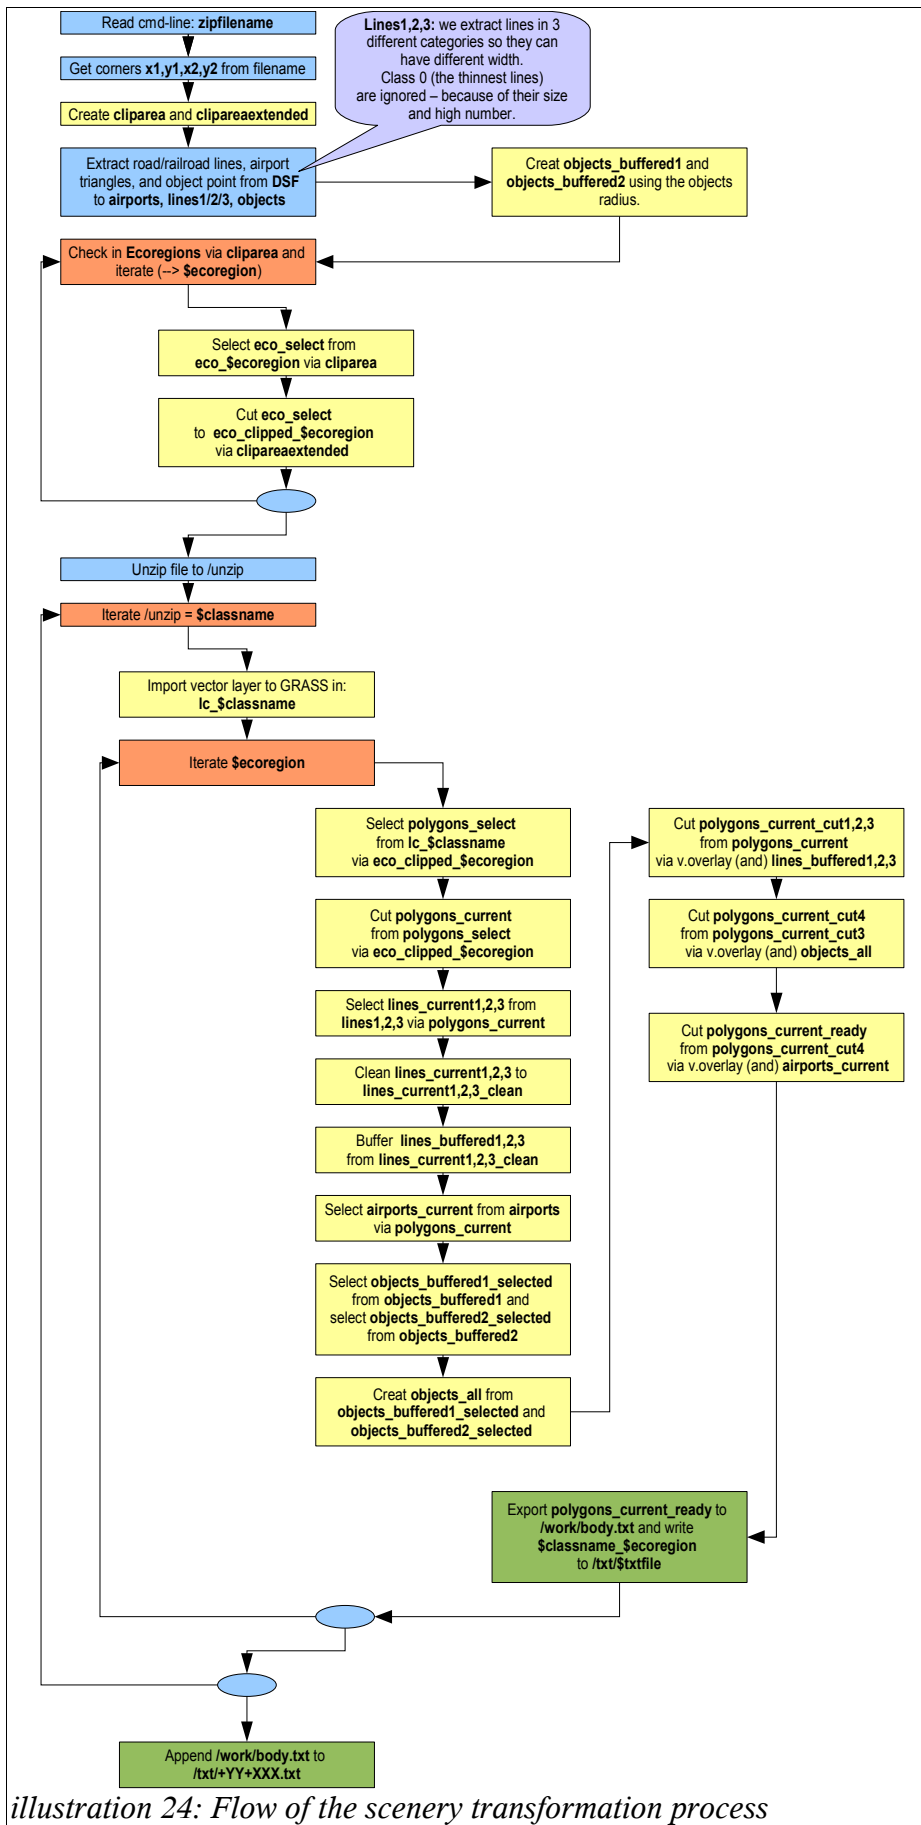 Read cmd-line: zipfilename
Lines1,2,3: we extract lines in 3
different categories so they can
have different width.
Class 0 (the thinnest lines)
are ignored – because of their size
and high number.
Get corners x1,y1,x2,y2 from filename
Create cliparea and clipareaextended
Extract road/railroad lines, airport
triangles, and object point from DSF
to airports, lines1/2/3, objects
Creat objects_buffered1 and
objects_buffered2 using the objects
radius.
Check in Ecoregions via cliparea and
iterate (--> $ecoregion)
Select eco_select from
eco_$ecoregion via cliparea
Cut eco_select
to eco_clipped_$ecoregion
via clipareaextended
Unzip file to /unzip
Iterate /unzip = $classname
Import vector layer to GRASS in:
lc_$classname
Iterate $ecoregion
Select polygons_select
from lc_$classname
via eco_clipped_$ecoregion
Cut polygons_current
from polygons_select
via eco_clipped_$ecoregion
Select lines_current1,2,3 from
lines1,2,3 via polygons_current
Clean lines_current1,2,3 to
lines_current1,2,3_clean
Buffer lines_buffered1,2,3
from lines_current1,2,3_clean
Select airports_current from airports
via polygons_current
Select objects_buffered1_selected
from objects_buffered1 and
select objects_buffered2_selected
from objects_buffered2
Creat objects_all from
objects_buffered1_selected and
objects_buffered2_selected
Cut polygons_current_cut1,2,3
from polygons_current
via v.overlay (and) lines_buffered1,2,3
Cut polygons_current_cut4
from polygons_current_cut3
via v.overlay (and) objects_all
Cut polygons_current_ready
from polygons_current_cut4
via v.overlay (and) airports_current
Export polygons_current_ready to
/work/body.txt and write
$classname_$ecoregion
to /txt/$txtfile
Append /work/body.txt to
/txt/+YY+XXX.txt
illustration 24: Flow of the scenery transformation process